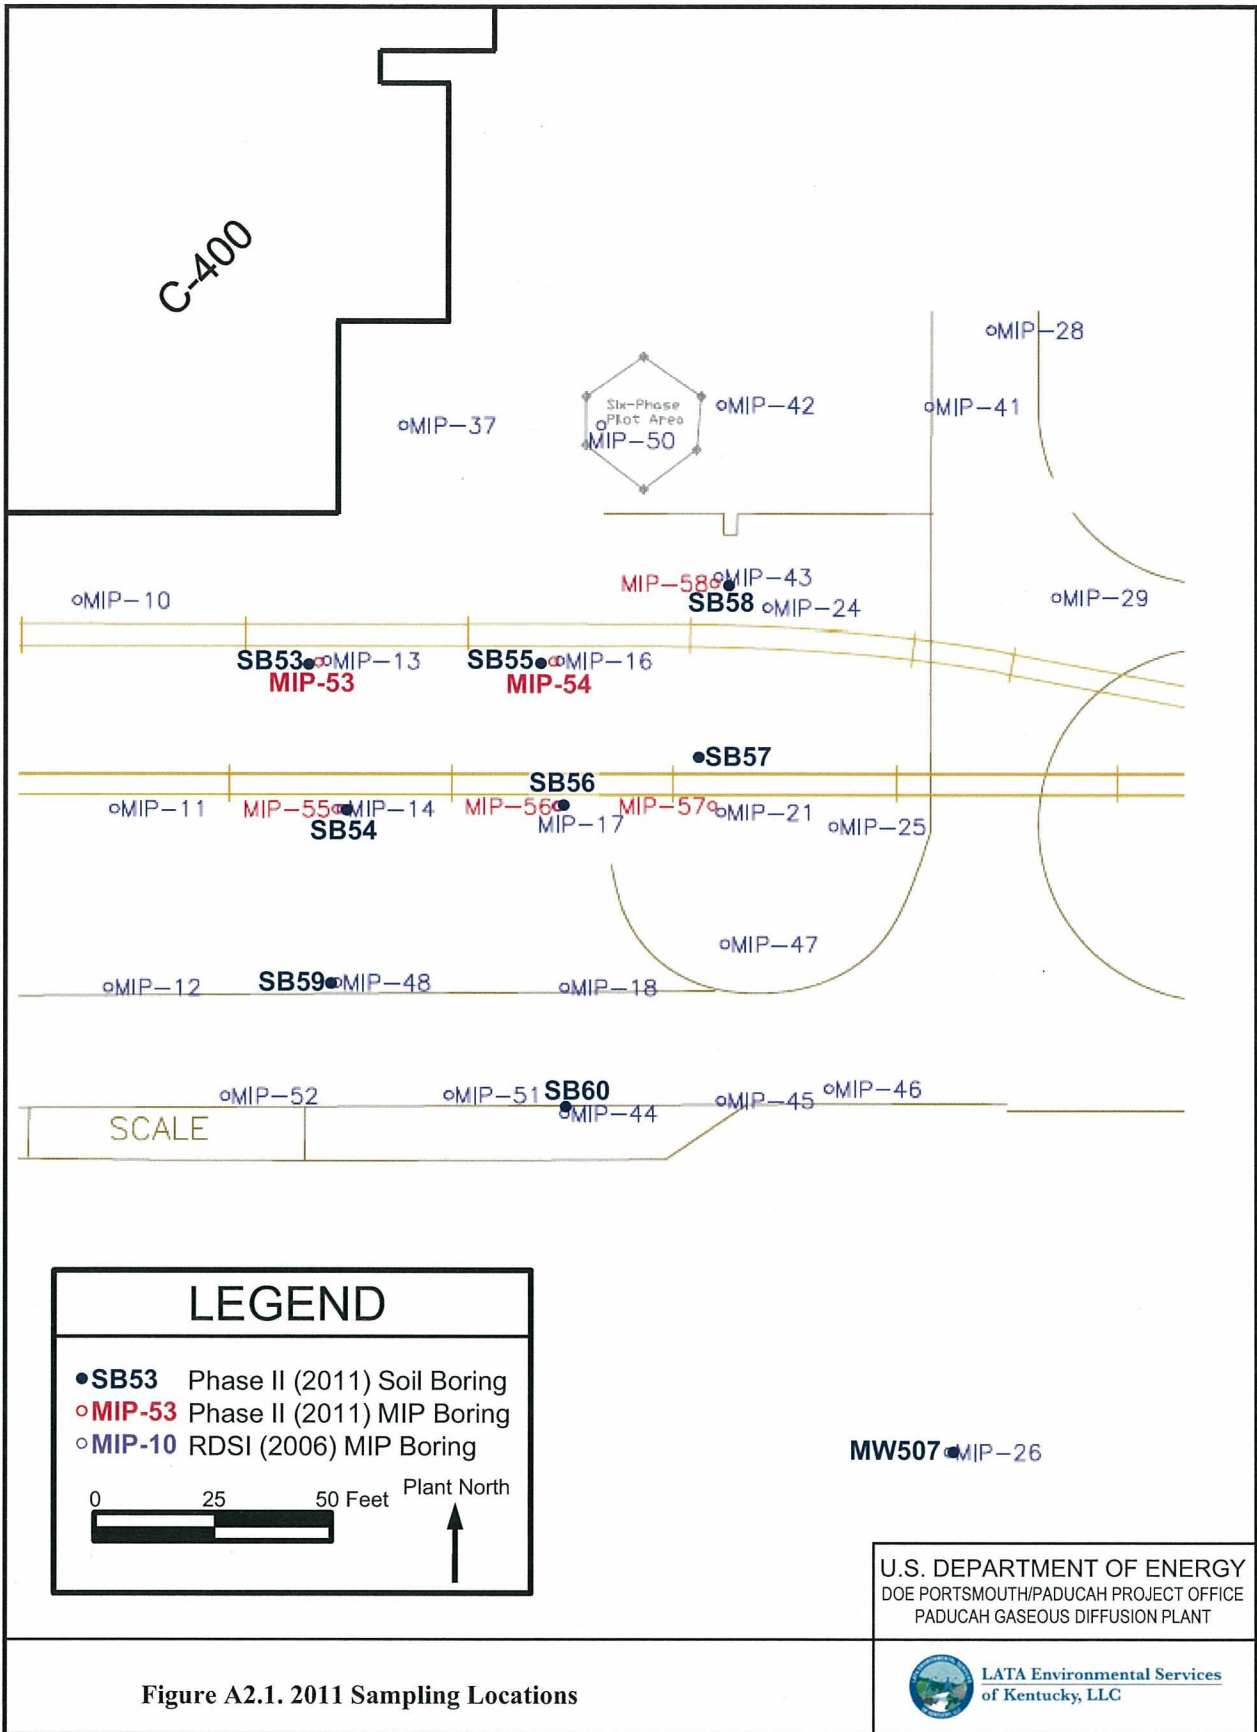 C-400
MIP-28
MIP-37
Six-Phase
Pilot Area
MIP-50
MIP-42
MIP-41
MIP-10
MIP-58
MIP-43
SB58
MIP-24
MIP-29
SB53
MIP-13
MIP-53
SB55
MIP-16
MIP-54
SB57
SB56
MIP-11
MIP-55
MIP-14
SB54
MIP-56
MIP-17
MIP-57
MIP-21
MIP-25
MIP-47
MIP-12
SB59
MIP-48
MIP-18
MIP-52
MIP-51
SB60
MIP-44
MIP-45
MIP-46
SCALE
LEGEND
SB53 Phase II (2011) Soil Boring
MIP-53 Phase II (2011) MIP Boring
MIP-10 RDSI (2006) MIP Boring
0 25 50 Feet
Plant North
MW507
MIP-26
U.S. DEPARTMENT OF ENERGY
DOE PORTSMOUTH/PADUCAH PROJECT OFFICE
PADUCAH GASEOUS DIFFUSION PLANT
Figure A2.1. 2011 Sampling Locations
LATA Environmental Services
of Kentucky, LLC